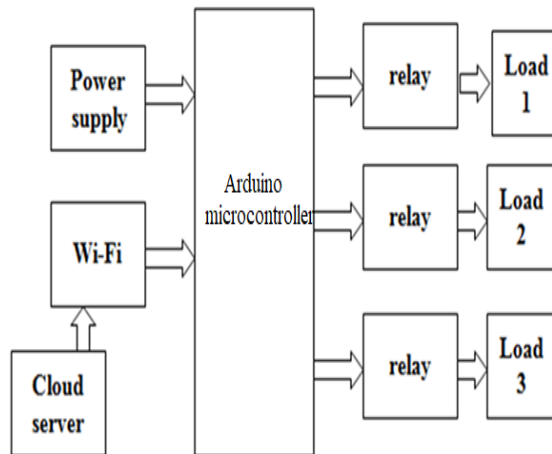 Power
supply
Wi-Fi
Cloud
server
Arduino
microcontroller
relay
Load
1
relay
Load
2
relay
Load
3